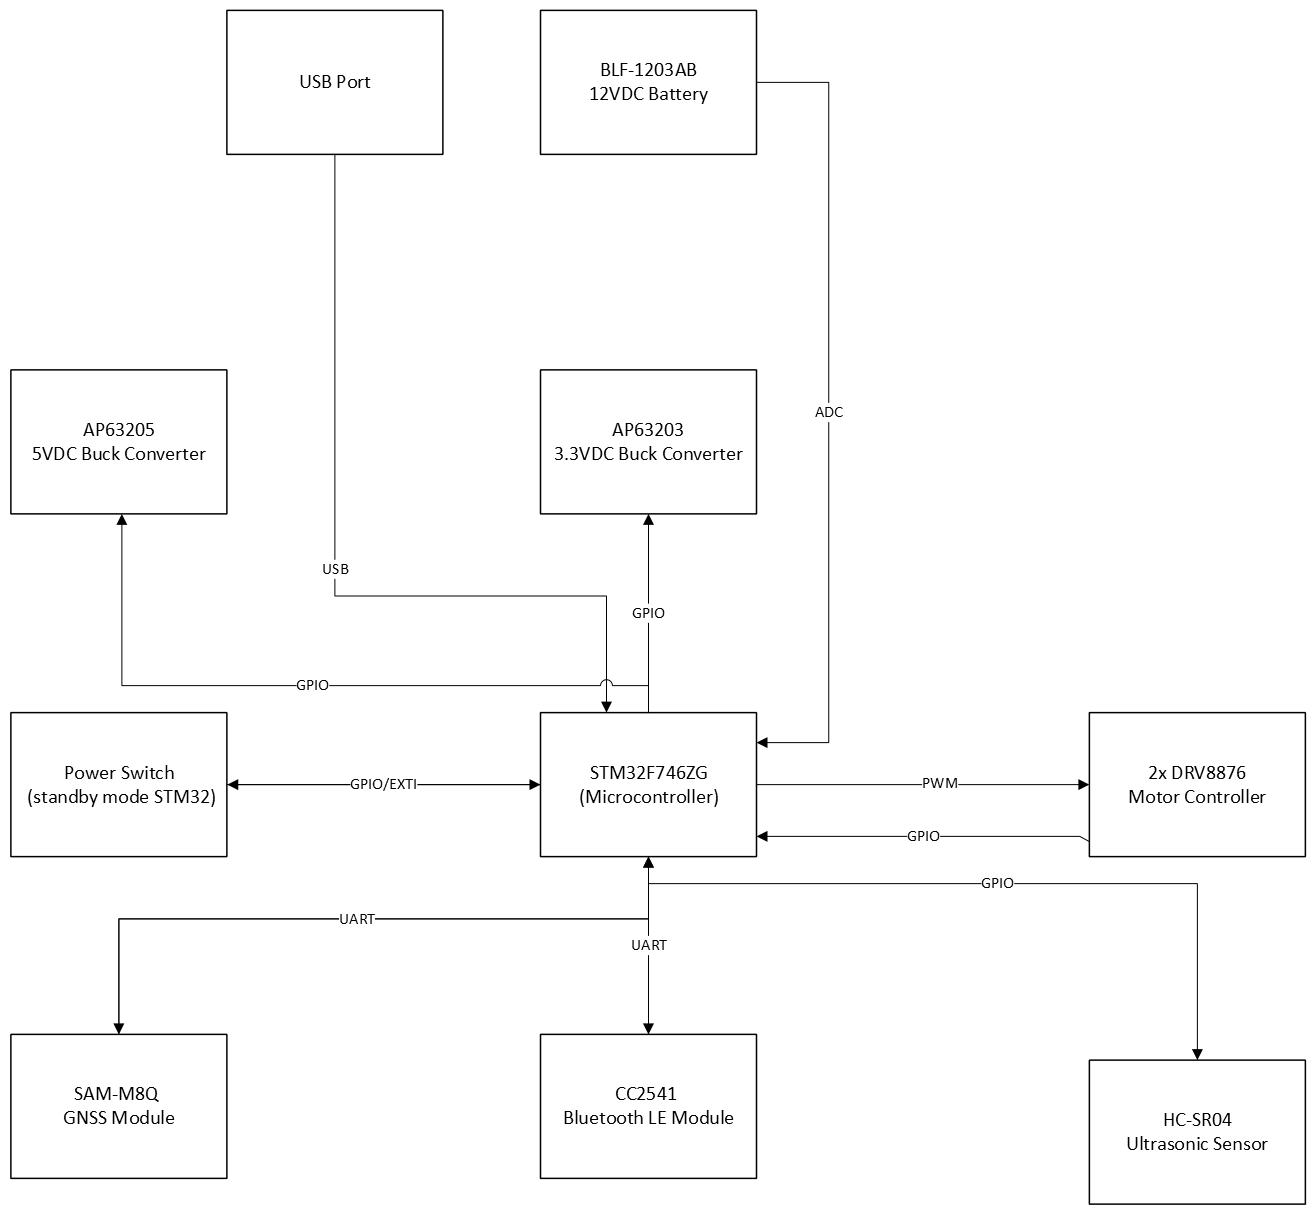 USB Port
BLF-1203AB
12VDC Battery
ADC
AP63205
5VDC Buck Converter
AP63203
3.3VDC Buck Converter
USB
GPIO
GPIO
Power Switch
(standby mode STM32)
GPIO/EXTI
STM32F746ZG
(Microcontroller)
PWM
GPIO
2x DRV8876
Motor Controller
GPIO
UART
UART
SAM-M8Q
GNSS Module
CC2541
Bluetooth LE Module
HC-SR04
Ultrasonic Sensor